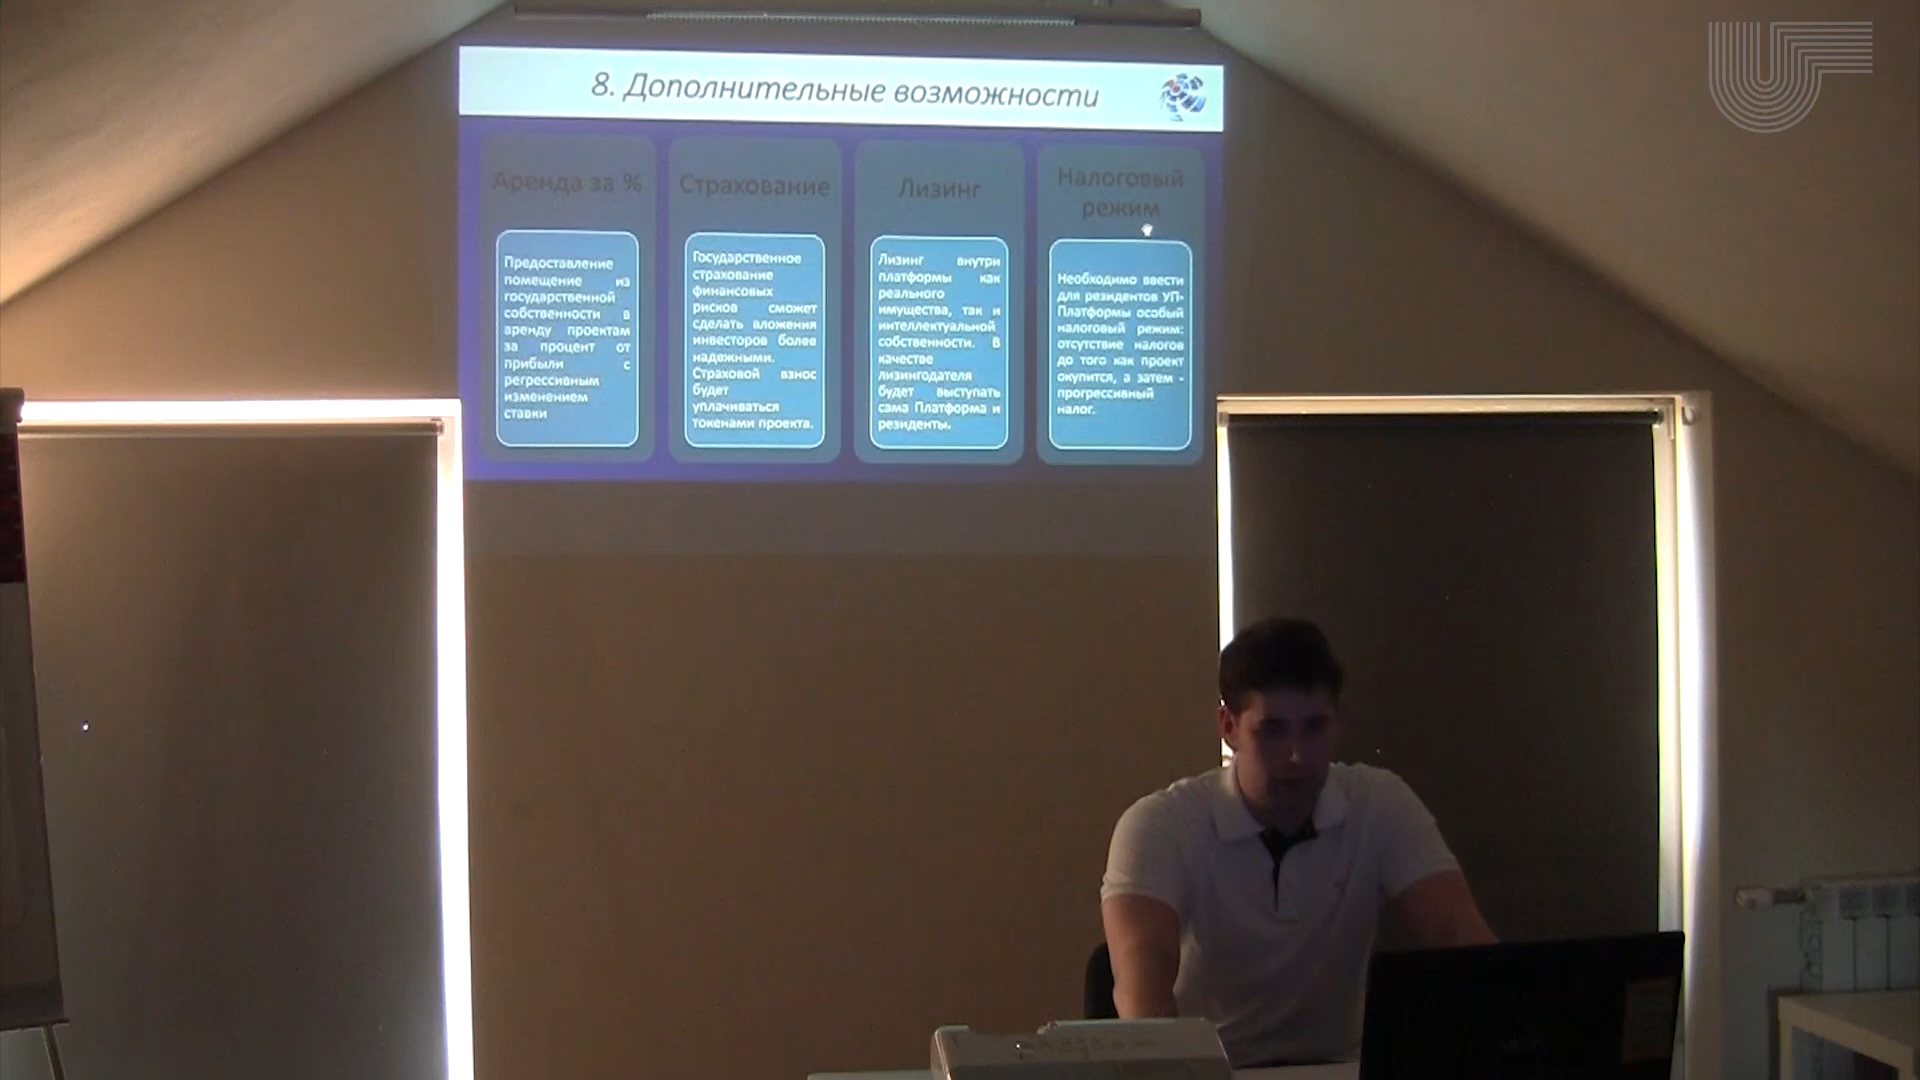 8. Дополнительные возможности
Аренда за %
Предоставление
помещение из
государственной
собственности в
аренду проектам
за процент от
прибыли с
регрессивным
изменением
ставки
Страхование
Государственное
страхование
финансовых
рисков сможет
сделать вложения
инвесторов более
надежными.
Страховой взнос
будет
уплачиваться
токенами проекта.
Лизинг
Лизинг внутри
платформы как
реального
имущества, так и
интеллектуальной
собственности. В
качестве
лизингодателя
будет выступать
сама Платформа и
резиденты.
Налоговый
режим
Необходимо ввести
для резидентов УП-
Платформы особый
налоговый режим:
отсутствие налогов
до того как проект
окупится, а затем -
прогрессивный
налог.